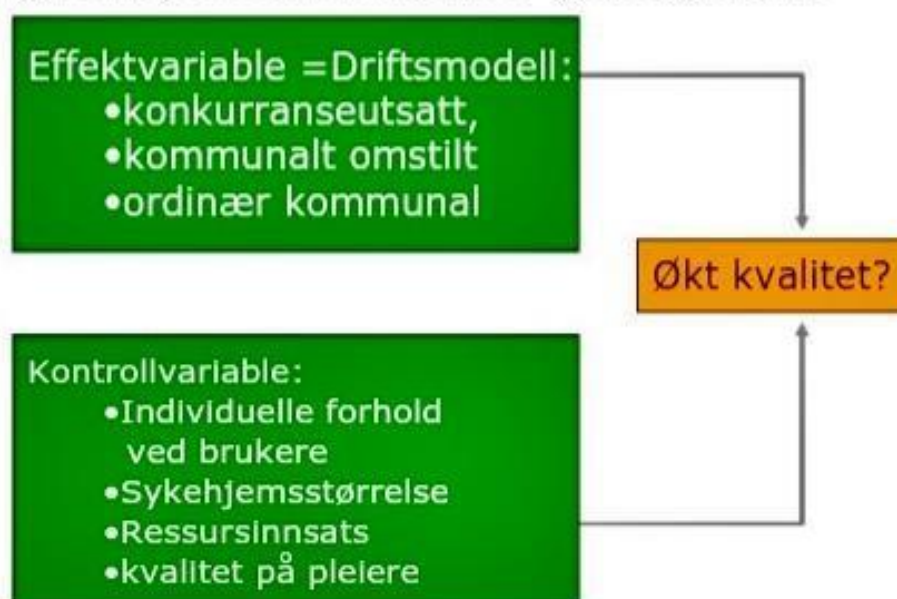 Effektvariable =Driftsmodell:
•konkurranseutsatt,
•kommunalt omstilt
•ordinær kommunal
Økt kvalitet?
Kontrollvariable:
•Individuelle forhold
ved brukere
•Sykehjemsstørrelse
•Ressursinnsats
•kvalitet på pleiere